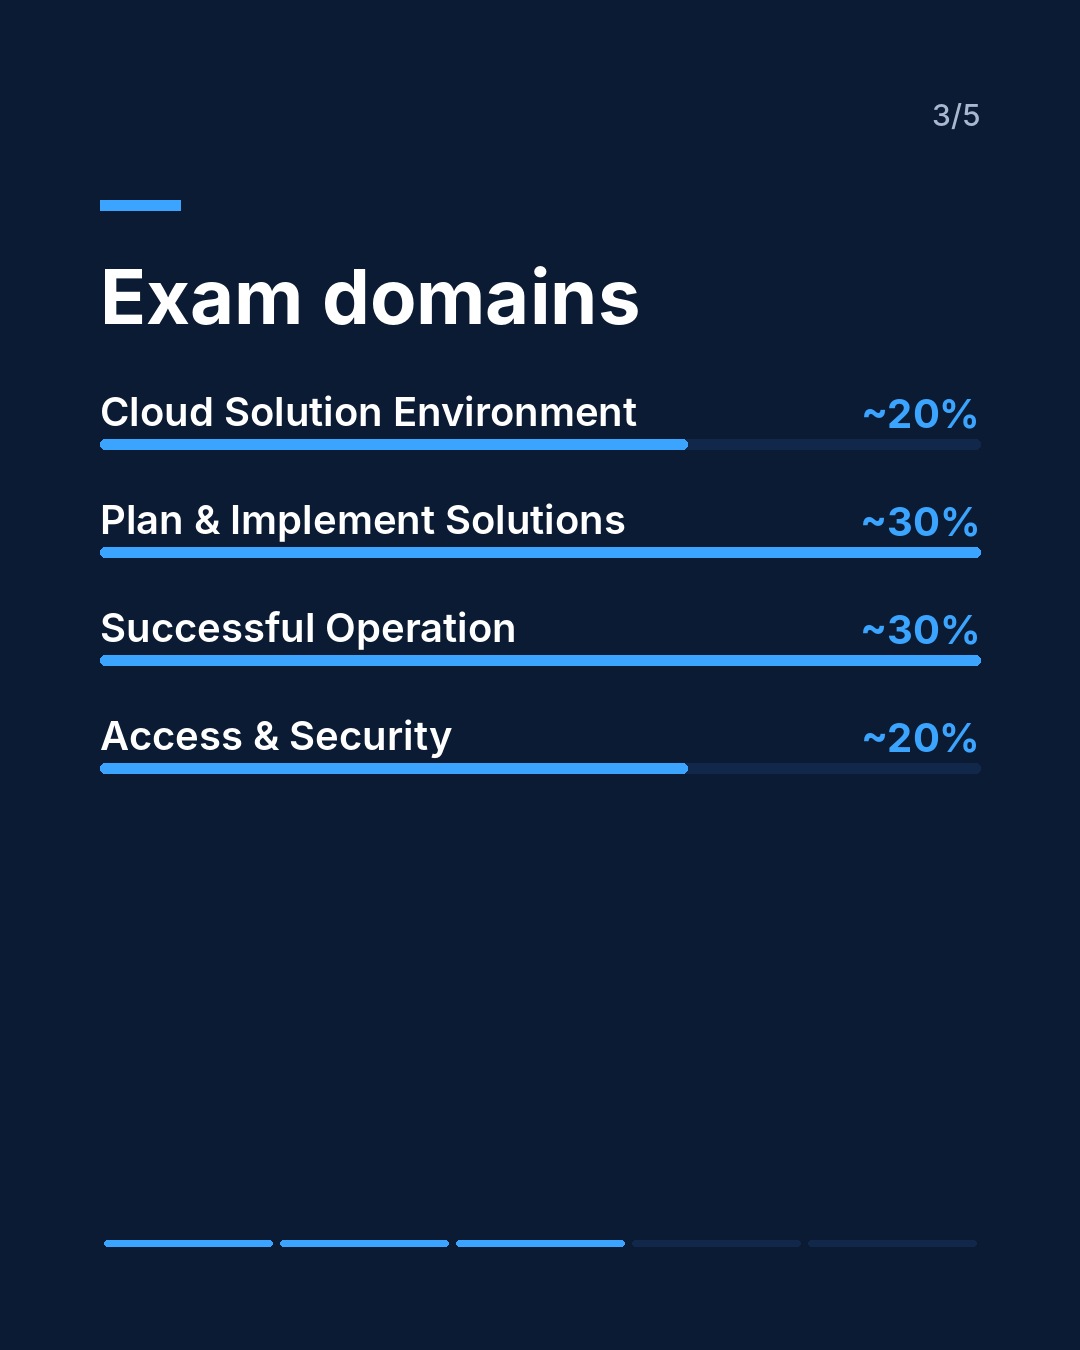 3/5
Exam domains
Cloud Solution Environment ~20%
Plan & Implement Solutions ~30%
Successful Operation ~30%
Access & Security ~20%